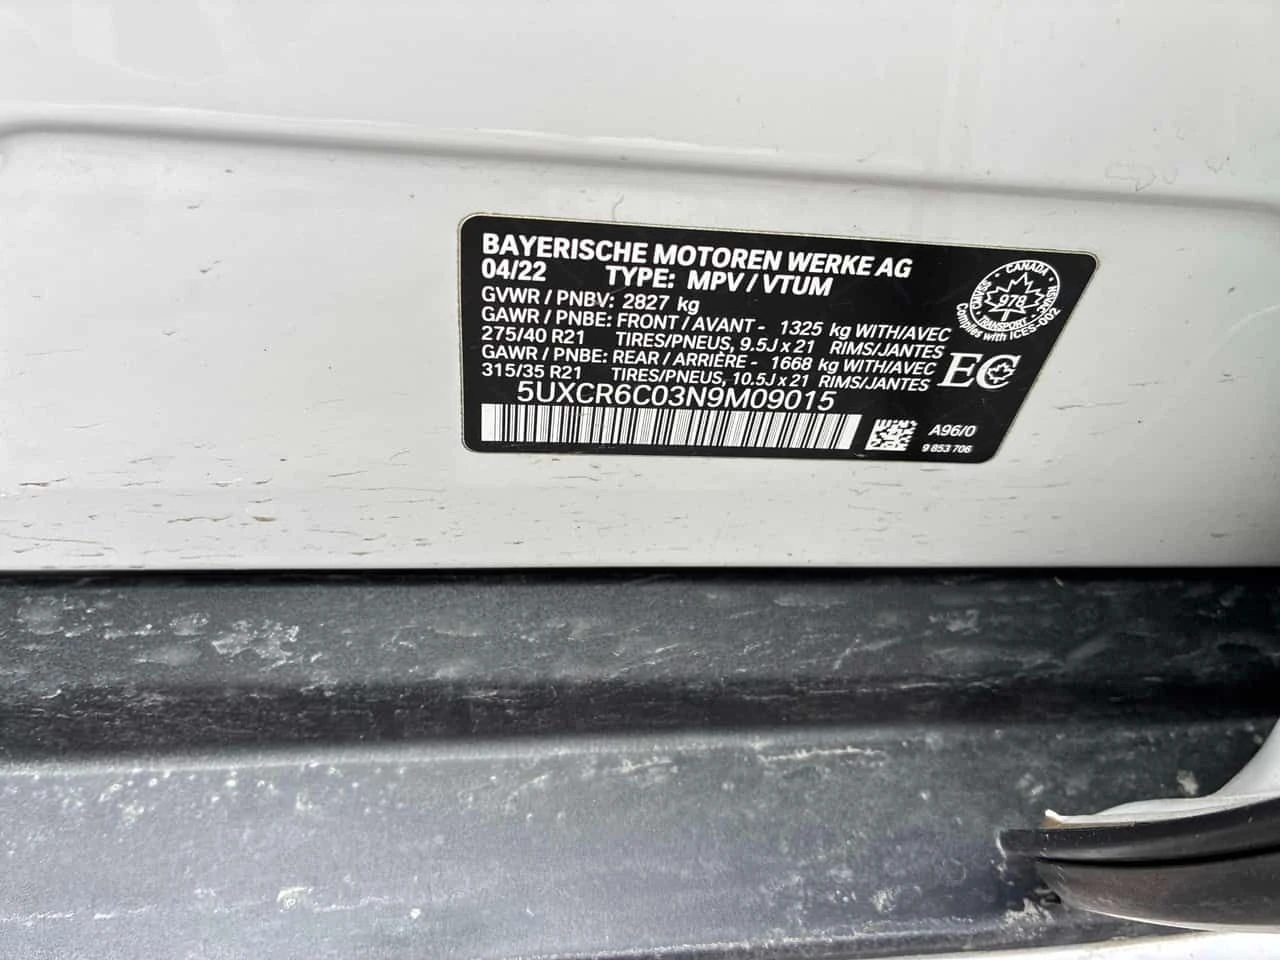 BAYERISCHE MOTOREN WERKE AG
04/22 TYPE: MPV / VTUM
GVWR / PNBV: 2827 kg
GAWR / PNBE: FRONT / AVANT - 1325 kg WITH/AVEC
275/40 R21 TIRES/PNEUS, 9.5J x 21 RIMS/JANTES
GAWR / PNBE: REAR / ARRIÈRE - 1668 kg WITH/AVEC
315/35 R21 TIRES/PNEUS, 10.5J x 21 RIMS/JANTES
5UXCR6C03N9M09015
A96/0
9 853 706
CANADA
978
TRANSPORT
Complies with ICES-002
EC